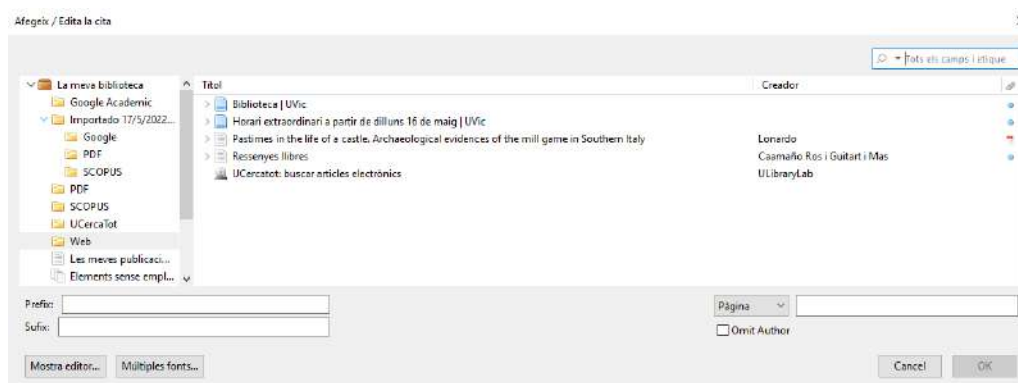 Afegeix / Edita la cita
Tots els camps i etique
La meva biblioteca
Google Academic
Importado 17/5/2022...
Google
PDF
SCOPUS
PDF
SCOPUS
UCercaTot
Web
Les meves publicaci...
Elements sense empl...
Títol
Creador
Biblioteca | UVic
Horari extraordinari a partir de dilluns 16 de maig | UVic
Pastimes in the life of a castle. Archaeological evidences of the mill game in Southern Italy
Lonardo
Ressenyes llibres
Caamaño Ros i Guitart i Mas
UCercatot: buscar articles electrònics
ULibraryLab
Prefix:
Sufix:
Pàgina
Omit Author
Mostra editor...
Múltiples fonts...
Cancel
OK